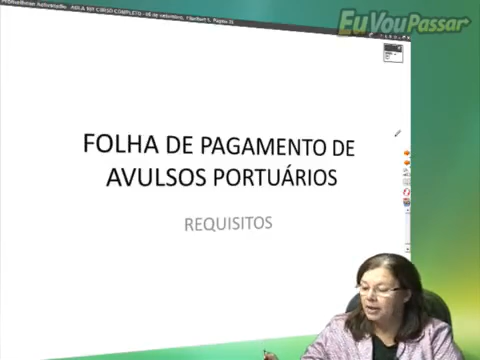 EuVouPassar
FOLHA DE PAGAMENTO DE
AVULSOS PORTUÁRIOS
REQUISITOS